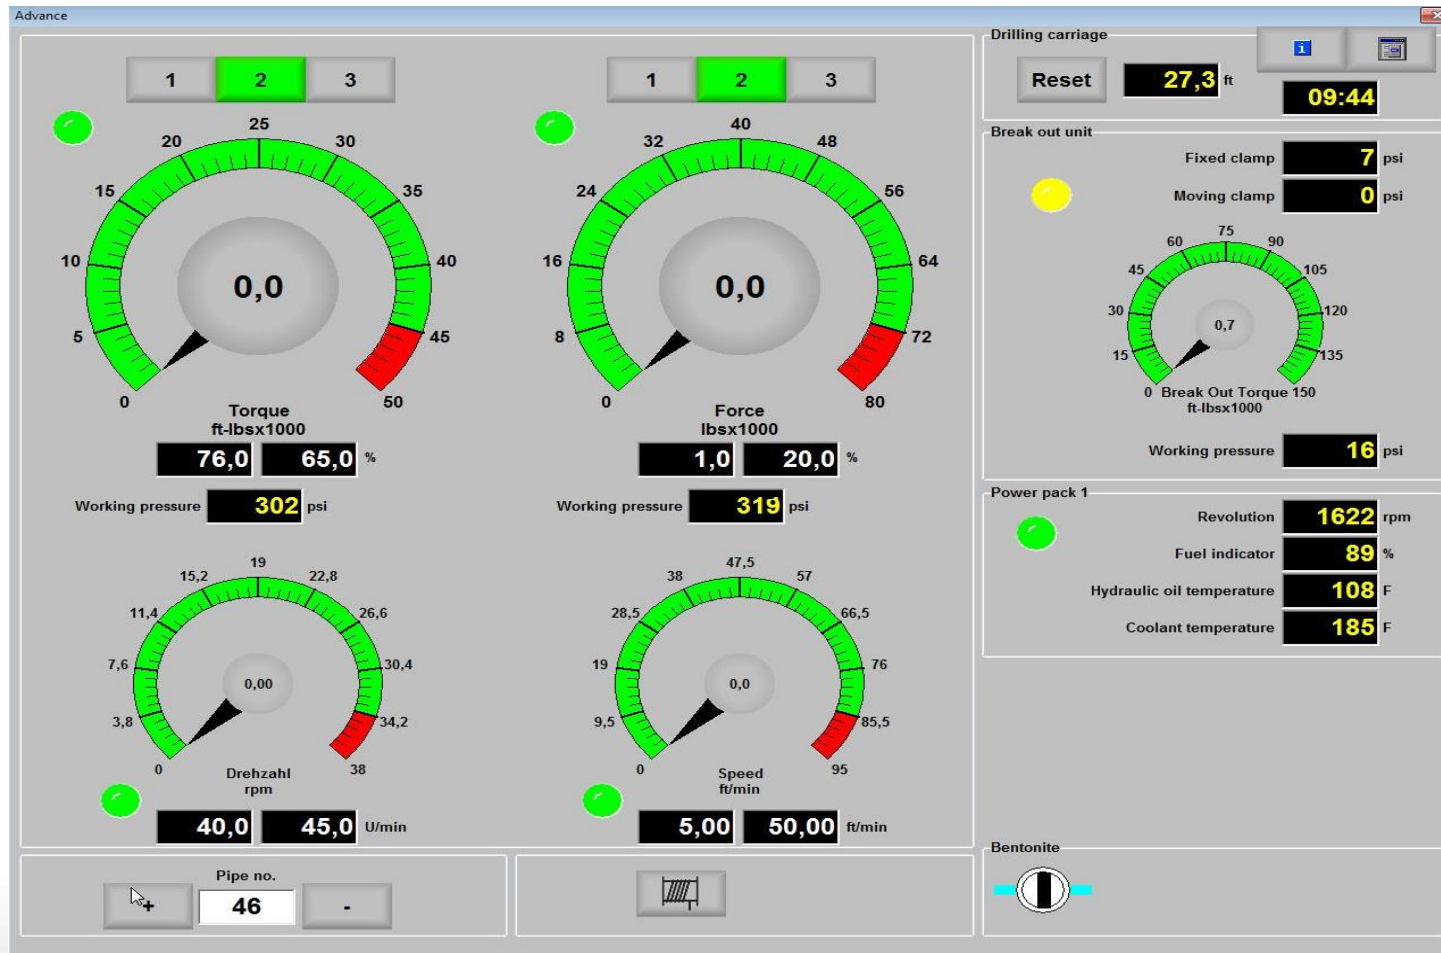 Advance
1 2 3
25
20 30
15 35
10 40
5 45
0 50
0,0
Torque
ft-lbsx1000
76,0 65,0 %
Working pressure 302 psi
19
15,2 22,8
11,4 26,6
7,6 30,4
3,8 34,2
0 38
0,00
Drehzahl
rpm
40,0 45,0 U/min
Pipe no.
+ 46 -
1 2 3
40
32 48
24 56
16 64
8 72
0 80
0,0
Force
lbsx1000
1,0 20,0 %
Working pressure 319 psi
47,5
38 57
28,5 66,5
19 76
9,5 85,5
0 95
0,0
Speed
ft/min
5,00 50,00 ft/min
Drilling carriage
i
Reset 27,3 ft
09:44
Break out unit
Fixed clamp 7 psi
Moving clamp 0 psi
75
60 90
45 105
30 120
15 135
0,7
0 Break Out Torque 150
ft-lbsx1000
Working pressure 16 psi
Power pack 1
Revolution 1622 rpm
Fuel indicator 89 %
Hydraulic oil temperature 108 F
Coolant temperature 185 F
Bentonite